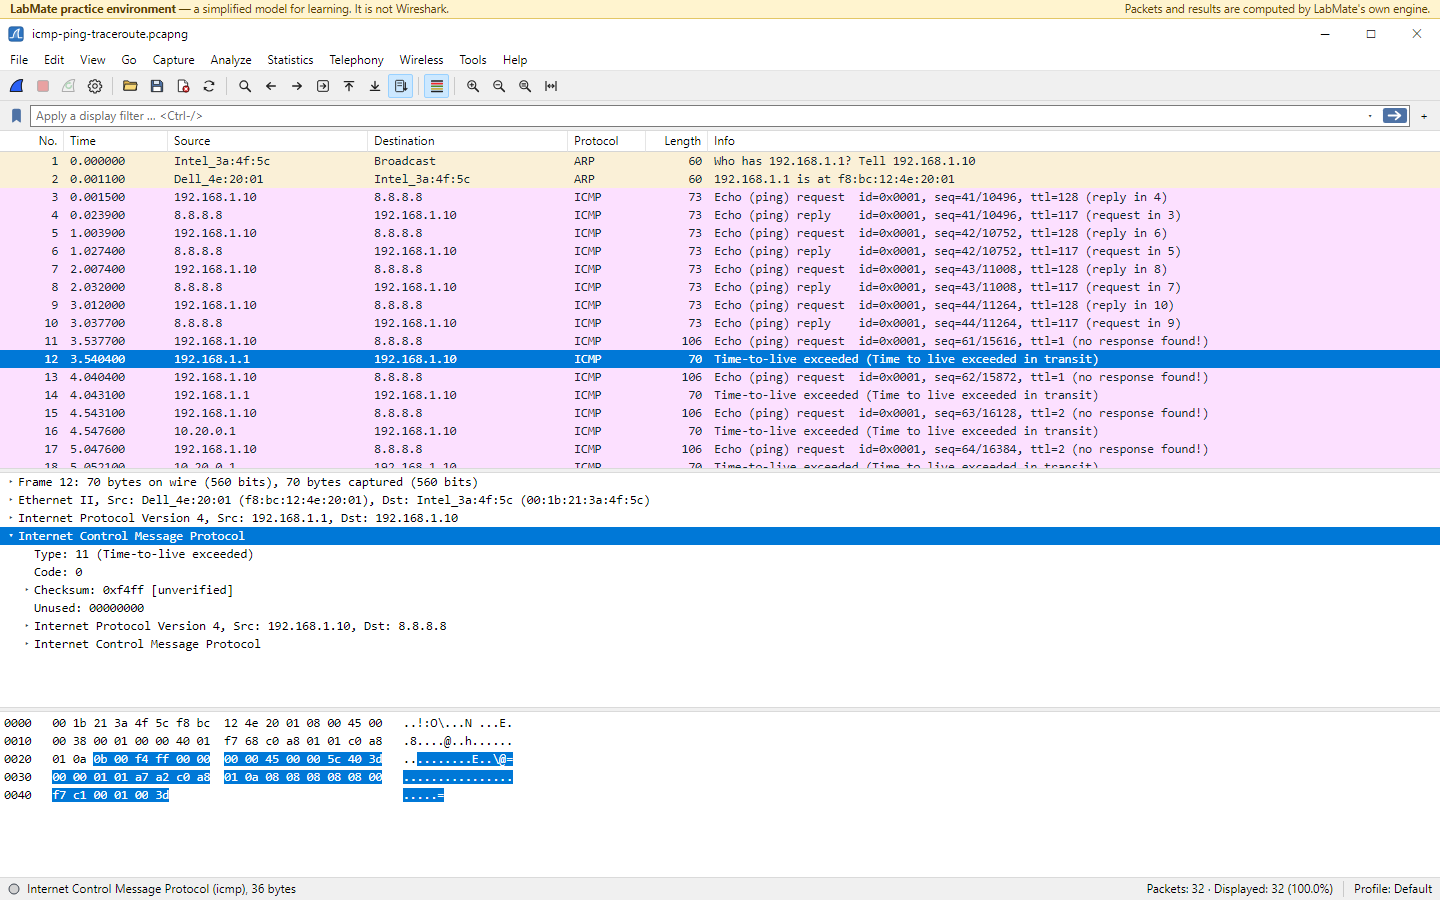 LabMate practice environment — a simplified model for learning. It is not Wireshark. Packets and results are computed by LabMate's own engine.
icmp-ping-traceroute.pcapng
File Edit View Go Capture Analyze Statistics Telephony Wireless Tools Help
Apply a display filter ... <Ctrl-/>
No. Time Source Destination Protocol Length Info
1 0.000000 Intel_3a:4f:5c Broadcast ARP 60 Who has 192.168.1.1? Tell 192.168.1.10
2 0.001100 Dell_4e:20:01 Intel_3a:4f:5c ARP 60 192.168.1.1 is at f8:bc:12:4e:20:01
3 0.001500 192.168.1.10 8.8.8.8 ICMP 73 Echo (ping) request id=0x0001, seq=41/10496, ttl=128 (reply in 4)
4 0.023900 8.8.8.8 192.168.1.10 ICMP 73 Echo (ping) reply id=0x0001, seq=41/10496, ttl=117 (request in 3)
5 1.003900 192.168.1.10 8.8.8.8 ICMP 73 Echo (ping) request id=0x0001, seq=42/10752, ttl=128 (reply in 6)
6 1.027400 8.8.8.8 192.168.1.10 ICMP 73 Echo (ping) reply id=0x0001, seq=42/10752, ttl=117 (request in 5)
7 2.007400 192.168.1.10 8.8.8.8 ICMP 73 Echo (ping) request id=0x0001, seq=43/11008, ttl=128 (reply in 8)
8 2.032000 8.8.8.8 192.168.1.10 ICMP 73 Echo (ping) reply id=0x0001, seq=43/11008, ttl=117 (request in 7)
9 3.012000 192.168.1.10 8.8.8.8 ICMP 73 Echo (ping) request id=0x0001, seq=44/11264, ttl=128 (reply in 10)
10 3.037700 8.8.8.8 192.168.1.10 ICMP 73 Echo (ping) reply id=0x0001, seq=44/11264, ttl=117 (request in 9)
11 3.537700 192.168.1.10 8.8.8.8 ICMP 106 Echo (ping) request id=0x0001, seq=61/15616, ttl=1 (no response found!)
12 3.540400 192.168.1.1 192.168.1.10 ICMP 70 Time-to-live exceeded (Time to live exceeded in transit)
13 4.040400 192.168.1.10 8.8.8.8 ICMP 106 Echo (ping) request id=0x0001, seq=62/15872, ttl=1 (no response found!)
14 4.043100 192.168.1.1 192.168.1.10 ICMP 70 Time-to-live exceeded (Time to live exceeded in transit)
15 4.543100 192.168.1.10 8.8.8.8 ICMP 106 Echo (ping) request id=0x0001, seq=63/16128, ttl=2 (no response found!)
16 4.547600 10.20.0.1 192.168.1.10 ICMP 70 Time-to-live exceeded (Time to live exceeded in transit)
17 5.047600 192.168.1.10 8.8.8.8 ICMP 106 Echo (ping) request id=0x0001, seq=64/16384, ttl=2 (no response found!)
18 5.052100 10.20.0.1 192.168.1.10 ICMP 70 Time-to-live exceeded (Time to live exceeded in transit)
Frame 12: 70 bytes on wire (560 bits), 70 bytes captured (560 bits)
Ethernet II, Src: Dell_4e:20:01 (f8:bc:12:4e:20:01), Dst: Intel_3a:4f:5c (00:1b:21:3a:4f:5c)
Internet Protocol Version 4, Src: 192.168.1.1, Dst: 192.168.1.10
Internet Control Message Protocol
Type: 11 (Time-to-live exceeded)
Code: 0
Checksum: 0xf4ff [unverified]
Unused: 00000000
Internet Protocol Version 4, Src: 192.168.1.10, Dst: 8.8.8.8
Internet Control Message Protocol
0000 00 1b 21 3a 4f 5c f8 bc 12 4e 20 01 08 00 45 00 ..!:O\...N ...E.
0010 00 38 00 01 00 00 40 01 f7 68 c0 a8 01 01 c0 a8 .8....@..h......
0020 01 0a 0b 00 f4 ff 00 00 00 00 45 00 00 5c 40 3d ..........E..\@=
0030 00 00 01 01 a7 a2 c0 a8 01 0a 08 08 08 08 08 00 ................
0040 f7 c1 00 01 00 3d .....=
Internet Control Message Protocol (icmp), 36 bytes Packets: 32 · Displayed: 32 (100.0%) Profile: Default